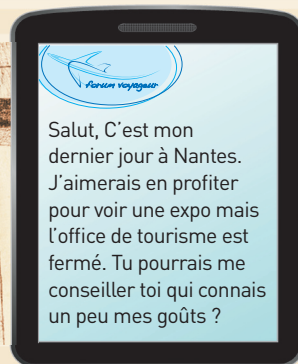 forum voyageur
Salut, C'est mon
dernier jour à Nantes.
J'aimerais en profiter
pour voir une expo mais
l'office de tourisme est
fermé. Tu pourrais me
conseiller toi qui connais
un peu mes goûts ?